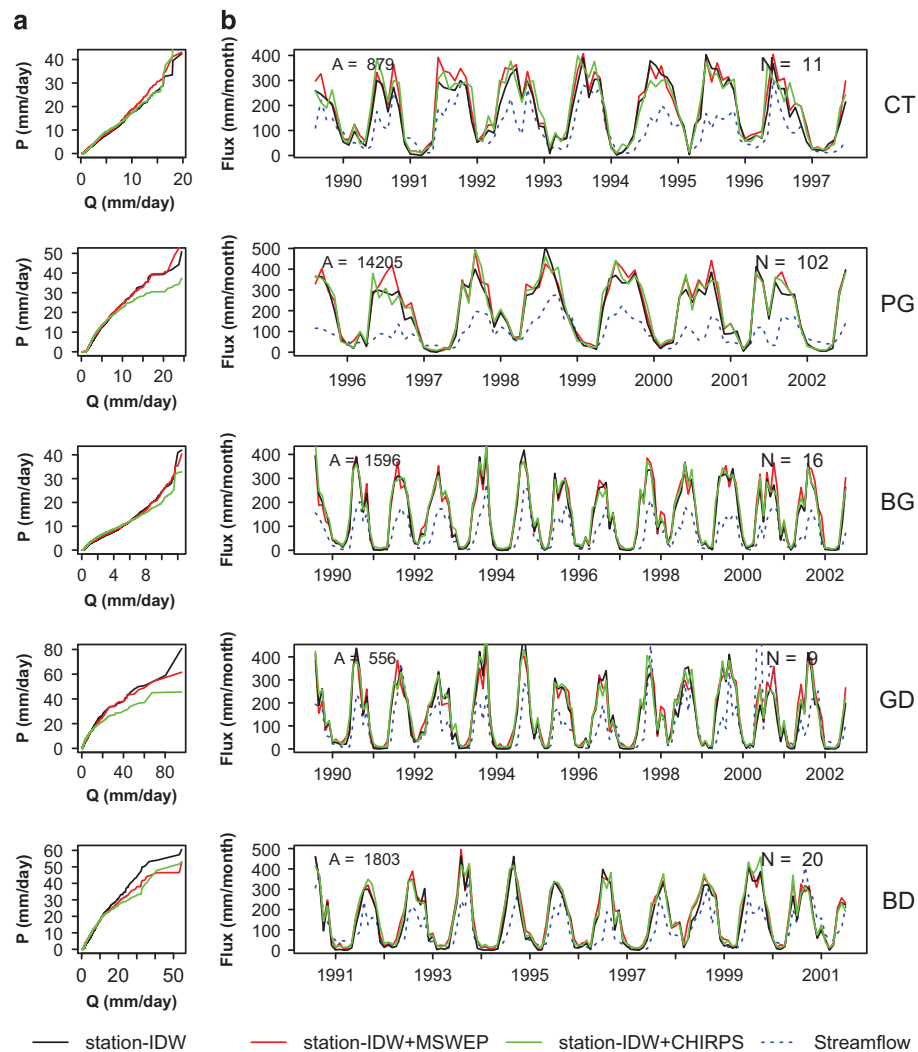 a
b
P (mm/day)
40
30
20
10
0
0
10
20
Q (mm/day)
Flux (mm/month)
400
300
200
100
0
A = 879
N = 11
1990
1991
1992
1993
1994
1995
1996
1997
CT
P (mm/day)
50
40
30
20
10
0
0
10
20
Q (mm/day)
Flux (mm/month)
500
400
300
200
100
0
A = 14205
N = 102
1996
1997
1998
1999
2000
2001
2002
PG
P (mm/day)
40
30
20
10
0
0
4
8
Q (mm/day)
Flux (mm/month)
400
300
200
100
0
A = 1596
N = 16
1990
1992
1994
1996
1998
2000
2002
BG
P (mm/day)
80
60
40
20
0
0
40
80
Q (mm/day)
Flux (mm/month)
400
300
200
100
0
A = 556
N = 9
1990
1992
1994
1996
1998
2000
2002
GD
P (mm/day)
60
50
40
30
20
10
0
0
20
50
Q (mm/day)
Flux (mm/month)
500
400
300
200
100
0
A = 1803
N = 20
1991
1993
1995
1997
1999
2001
BD
station-IDW
station-IDW+MSWEP
station-IDW+CHIRPS
Streamflow